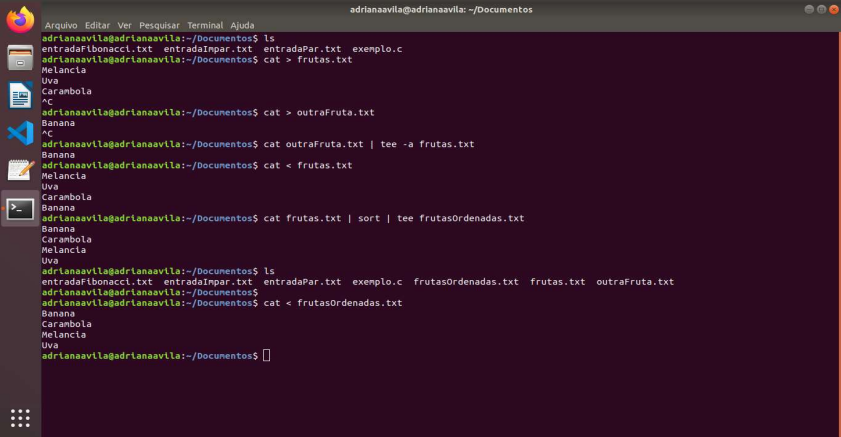 adrianaavila@adrianaavila: ~/Documentos
Arquivo Editar Ver Pesquisar Terminal Ajuda
adrianaavila@adrianaavila:~/Documentos$ ls
entradaFibonacci.txt entradaImpar.txt entradaPar.txt exemplo.c
adrianaavila@adrianaavila:~/Documentos$ cat > frutas.txt
Melancia
Uva
Carambola
^C
adrianaavila@adrianaavila:~/Documentos$ cat > outraFruta.txt
Banana
^C
adrianaavila@adrianaavila:~/Documentos$ cat outraFruta.txt | tee -a frutas.txt
Banana
adrianaavila@adrianaavila:~/Documentos$ cat < frutas.txt
Melancia
Uva
Carambola
Banana
adrianaavila@adrianaavila:~/Documentos$ cat frutas.txt | sort | tee frutasOrdenadas.txt
Banana
Carambola
Melancia
Uva
adrianaavila@adrianaavila:~/Documentos$ ls
entradaFibonacci.txt entradaImpar.txt entradaPar.txt exemplo.c frutasOrdenadas.txt frutas.txt outraFruta.txt
adrianaavila@adrianaavila:~/Documentos$
adrianaavila@adrianaavila:~/Documentos$ cat < frutasOrdenadas.txt
Banana
Carambola
Melancia
Uva
adrianaavila@adrianaavila:~/Documentos$